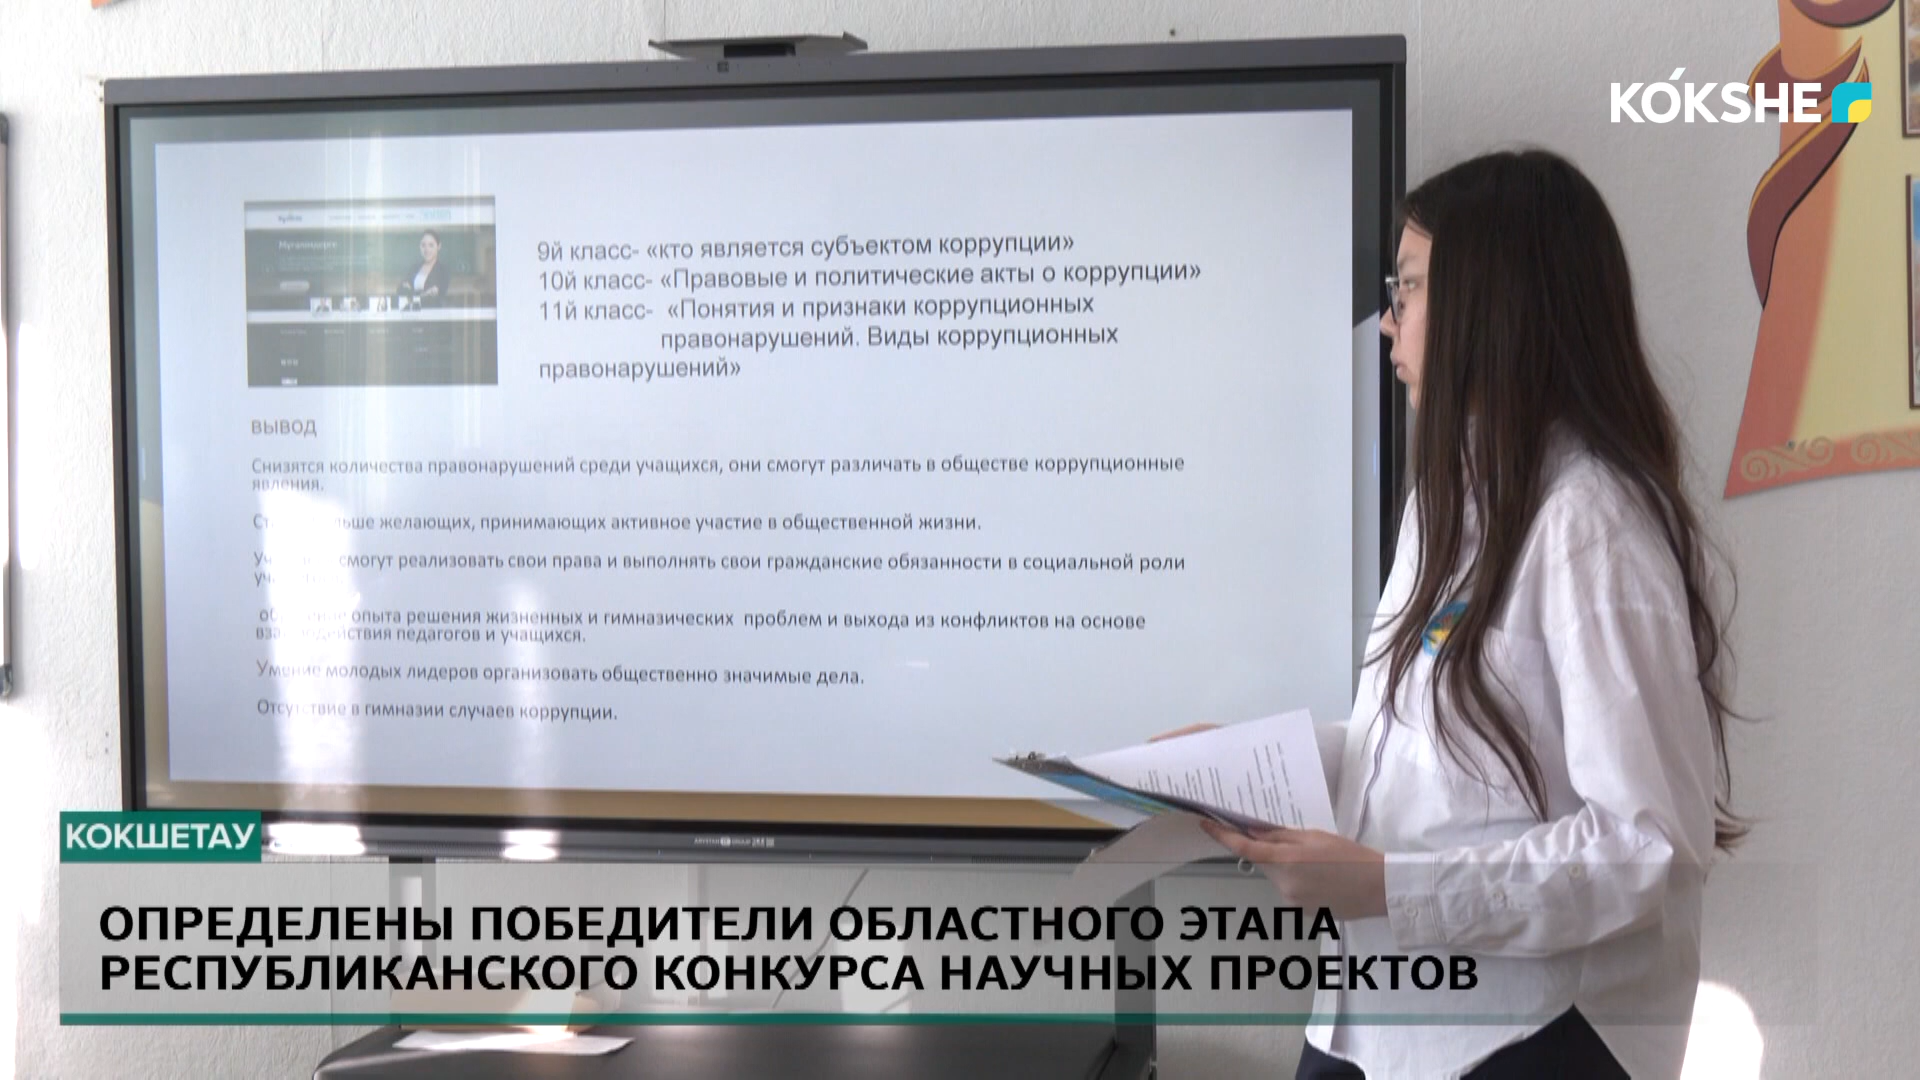 KÓKSHE
9й класс- «кто является субъектом коррупции»
10й класс- «Правовые и политические акты о коррупции»
11й класс- «Понятия и признаки коррупционных
правонарушений. Виды коррупционных
правонарушений»
ВЫВОД
Снизятся количества правонарушений среди учащихся, они смогут различать в обществе коррупционные
явления.
желающих, принимающих активное участие в общественной жизни.
смогут реализовать свои права и выполнять свои гражданские обязанности в социальной роли
опыта решения жизненных и гимназических проблем и выхода из конфликтов на основе
взаимодействия педагогов и учащихся.
Умение молодых лидеров организовать общественно значимые дела.
Отсутствие в гимназии случаев коррупции.
КОКШЕТАУ
ОПРЕДЕЛЕНЫ ПОБЕДИТЕЛИ ОБЛАСТНОГО ЭТАПА
РЕСПУБЛИКАНСКОГО КОНКУРСА НАУЧНЫХ ПРОЕКТОВ